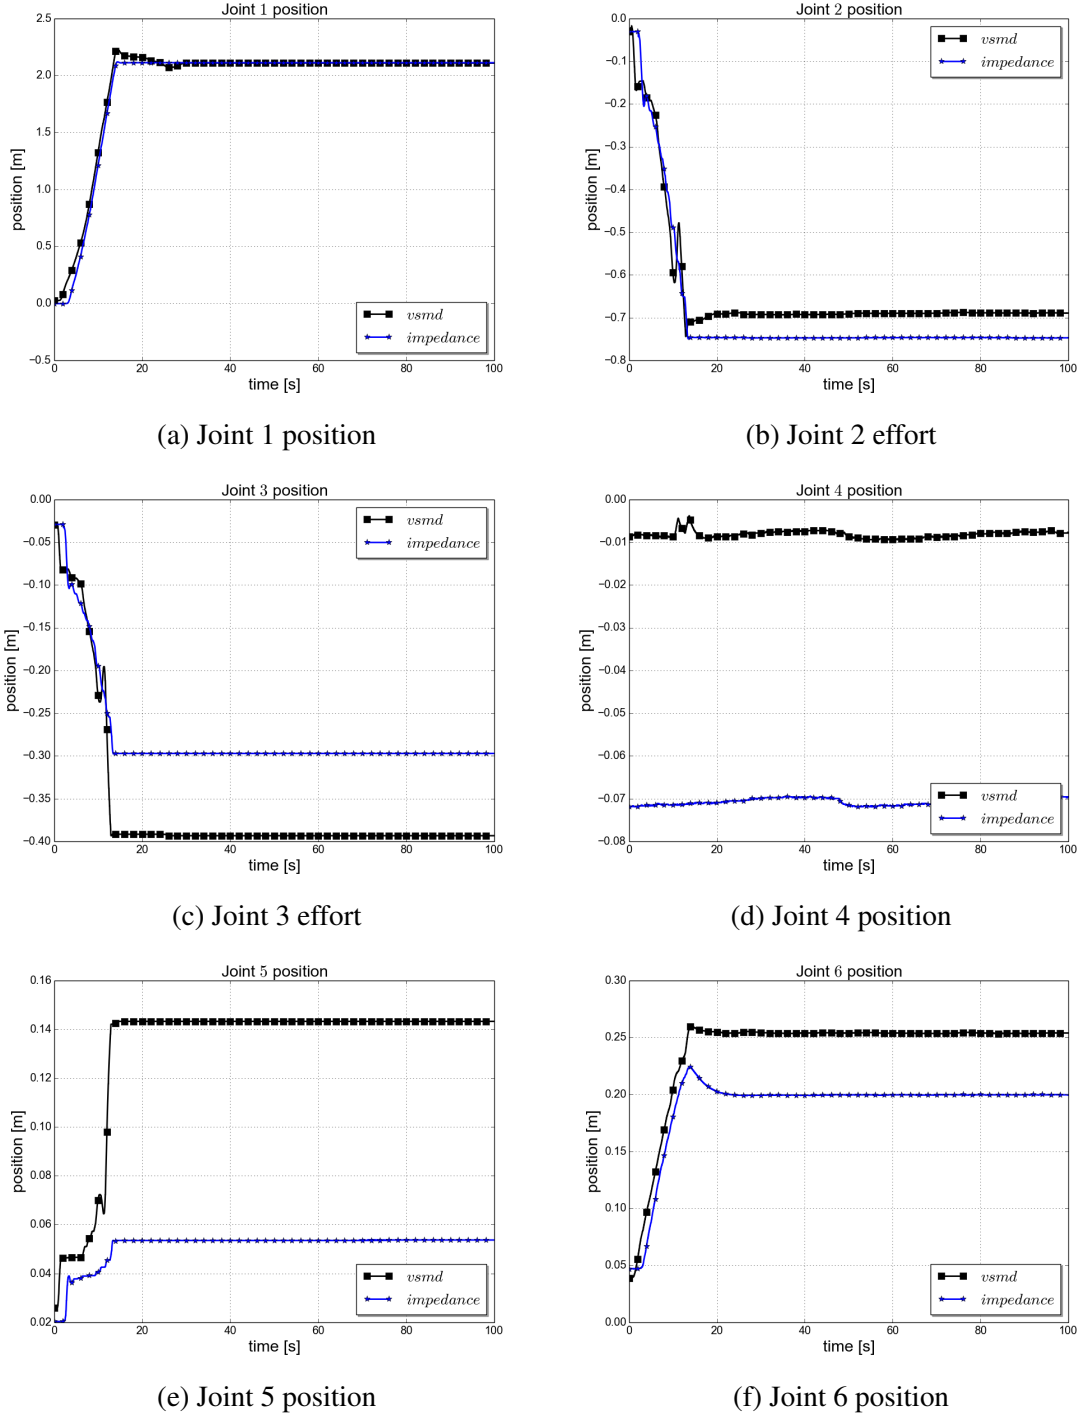 Joint 1 position
position [m]
2.5
2.0
1.5
1.0
0.5
0.0
−0.5
0 20 40 60 80 100
time [s]
vsmd
impedance
(a) Joint 1 position
Joint 2 position
position [m]
0.0
−0.1
−0.2
−0.3
−0.4
−0.5
−0.6
−0.7
−0.8
0 20 40 60 80 100
time [s]
vsmd
impedance
(b) Joint 2 effort
Joint 3 position
position [m]
0.00
−0.05
−0.10
−0.15
−0.20
−0.25
−0.30
−0.35
−0.40
0 20 40 60 80 100
time [s]
vsmd
impedance
(c) Joint 3 effort
Joint 4 position
position [m]
0.00
−0.01
−0.02
−0.03
−0.04
−0.05
−0.06
−0.07
−0.08
0 20 40 60 80 100
time [s]
vsmd
impedance
(d) Joint 4 position
Joint 5 position
position [m]
0.16
0.14
0.12
0.10
0.08
0.06
0.04
0.02
0 20 40 60 80 100
time [s]
vsmd
impedance
(e) Joint 5 position
Joint 6 position
position [m]
0.30
0.25
0.20
0.15
0.10
0.05
0.00
0 20 40 60 80 100
time [s]
vsmd
impedance
(f) Joint 6 position